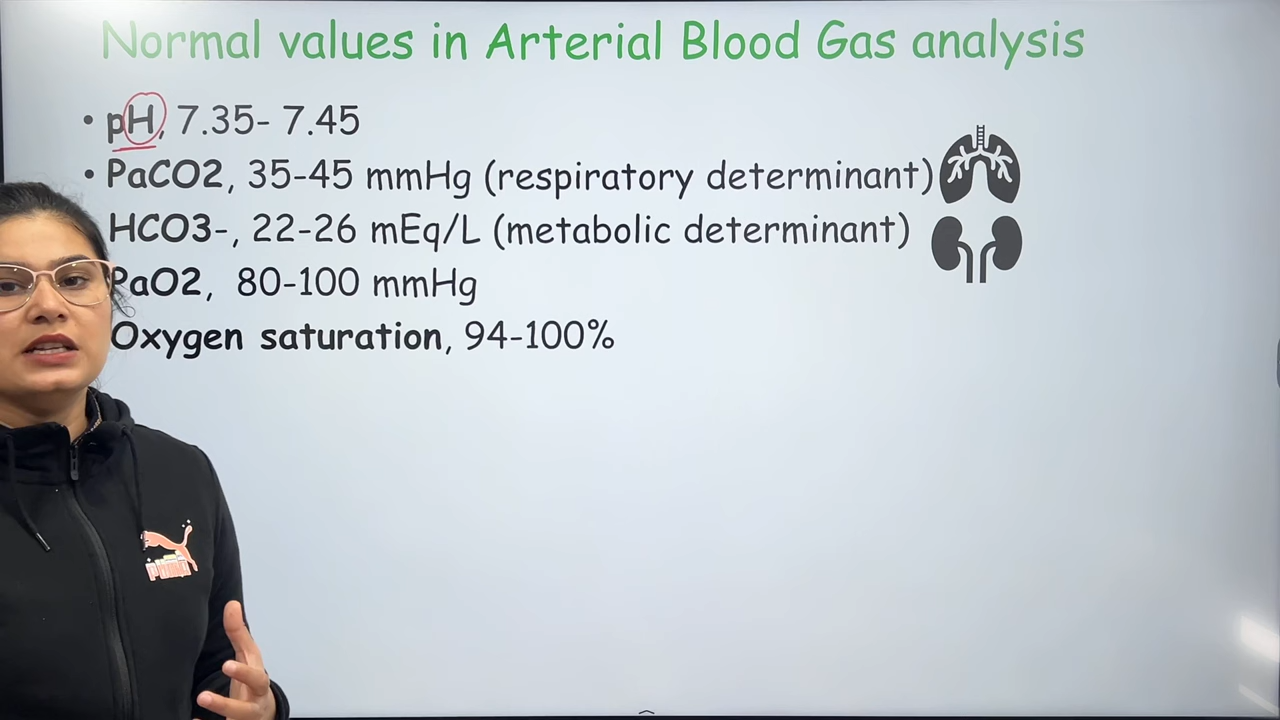 Normal values in Arterial Blood Gas analysis
• pH, 7.35- 7.45
• PaCO2, 35-45 mmHg (respiratory determinant)
HCO3-, 22-26 mEq/L (metabolic determinant)
PaO2, 80-100 mmHg
Oxygen saturation, 94-100%